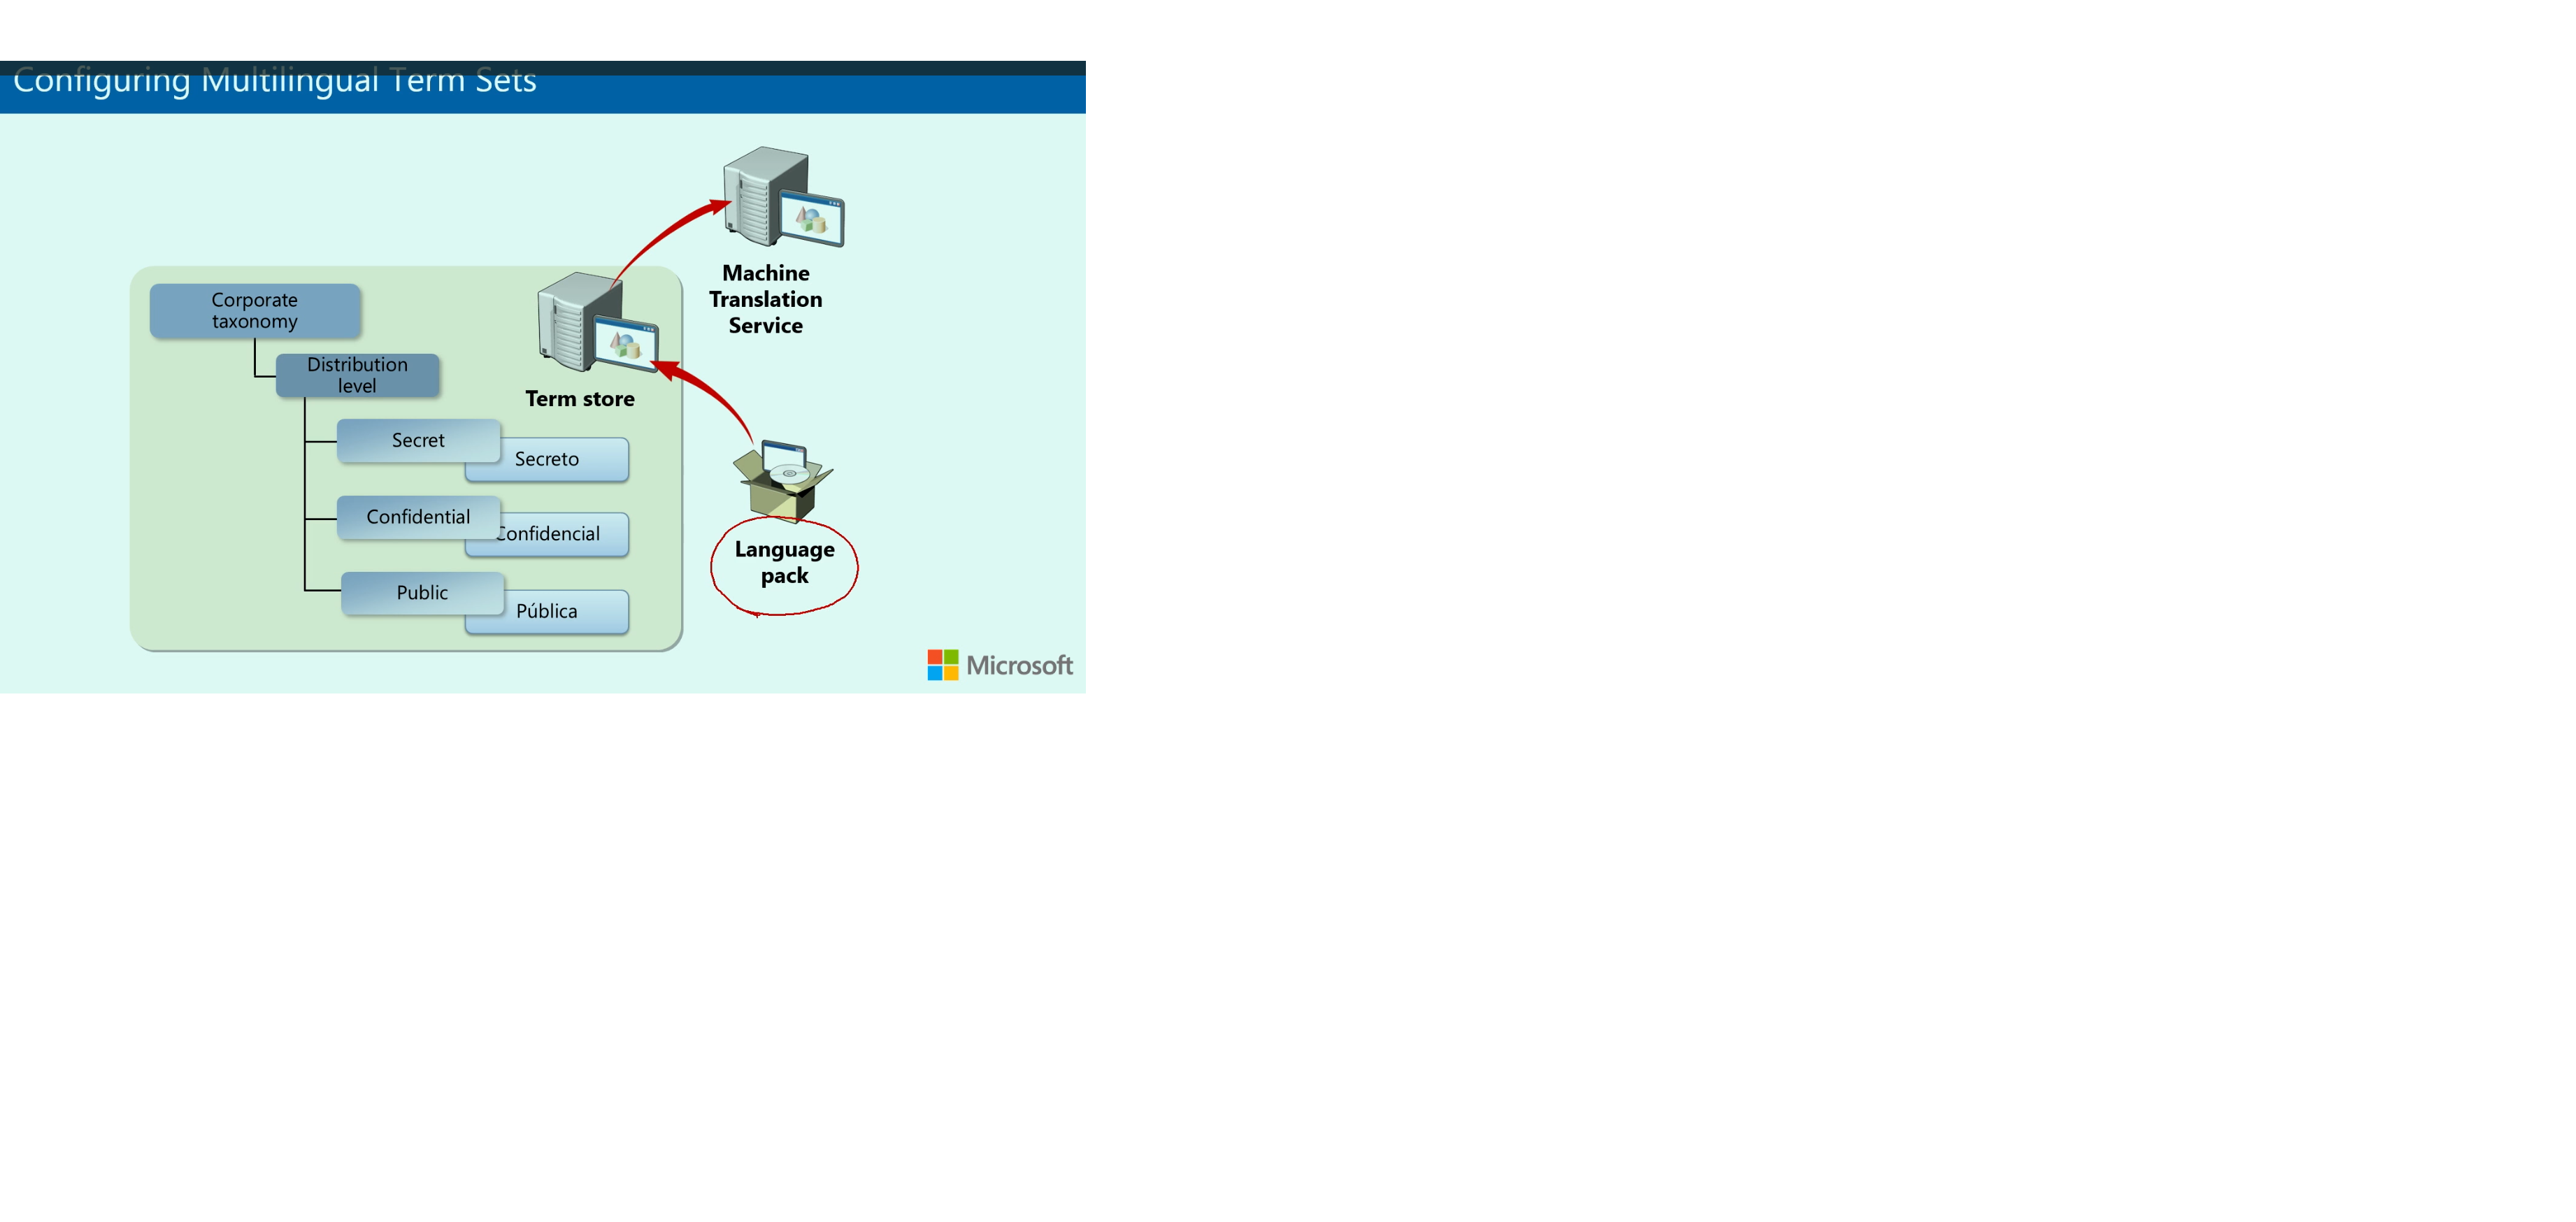 Configuring Multilingual Term Sets
Machine
Translation
Service
Corporate
taxonomy
Distribution
level
Term store
Secret
Secreto
Confidential
Confidencial
Language
pack
Public
Pública
Microsoft